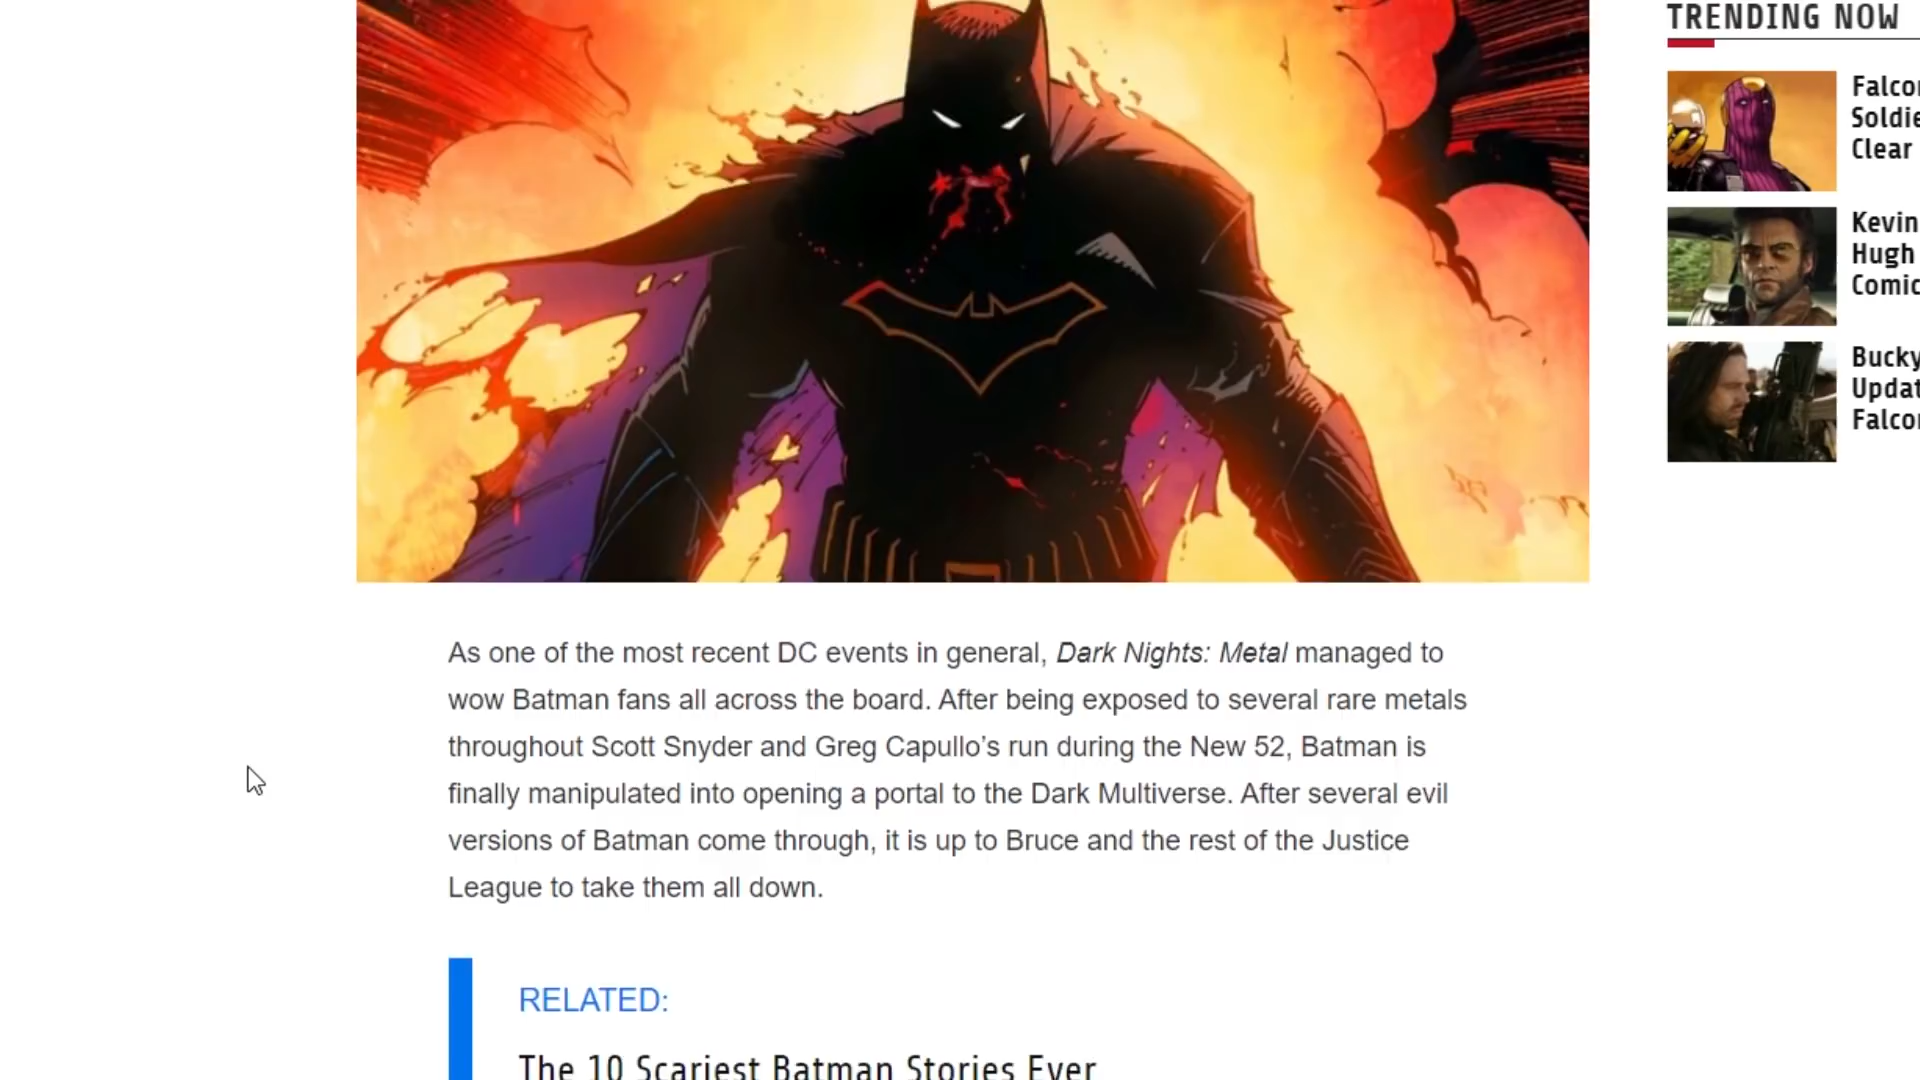 TRENDING NOW
Falco
Soldie
Clear
Kevin
Hugh
Comic
Bucky
Updat
Falco
As one of the most recent DC events in general, Dark Nights: Metal managed to
wow Batman fans all across the board. After being exposed to several rare metals
throughout Scott Snyder and Greg Capullo’s run during the New 52, Batman is
finally manipulated into opening a portal to the Dark Multiverse. After several evil
versions of Batman come through, it is up to Bruce and the rest of the Justice
League to take them all down.
RELATED:
The 10 Scariest Batman Stories Ever